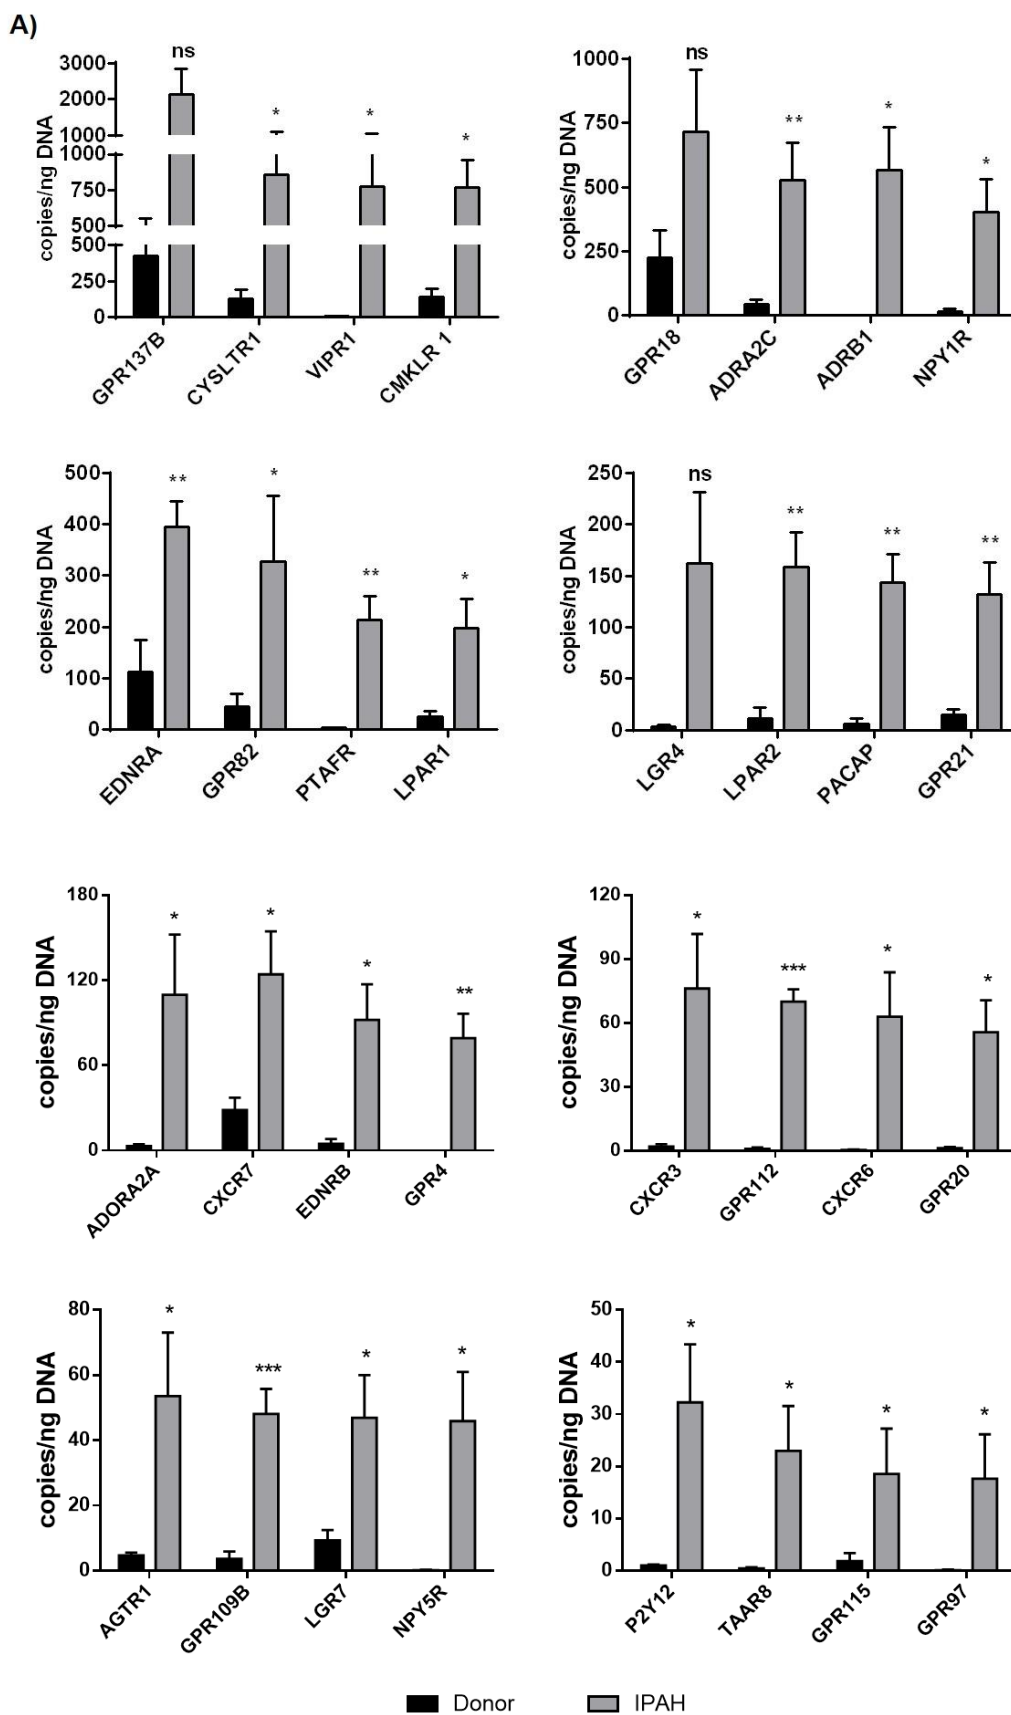 A)
ns
* * *
copies/ng DNA
3000
2000
1000
1000
750
500
500
250
0
GPR137B CYSLTR1 VIPR1 CMKLR 1
ns
** * *
copies/ng DNA
1000
750
500
250
0
GPR18 ADRA2C ADRB1 NPY1R
** * ** *
copies/ng DNA
500
400
300
200
100
0
EDNRA GPR82 PTAFR LPAR1
ns
** ** **
copies/ng DNA
250
200
150
100
50
0
LGR4 LPAR2 PACAP GPR21
* * * **
copies/ng DNA
180
120
60
0
ADORA2A CXCR7 EDNRB GPR4
* *** * *
copies/ng DNA
120
90
60
30
0
CXCR3 GPR112 CXCR6 GPR20
* *** * *
copies/ng DNA
80
60
40
20
0
AGTR1 GPR109B LGR7 NPY5R
* * * *
copies/ng DNA
50
40
30
20
10
0
P2Y12 TAAR8 GPR115 GPR97
Donor IPAH